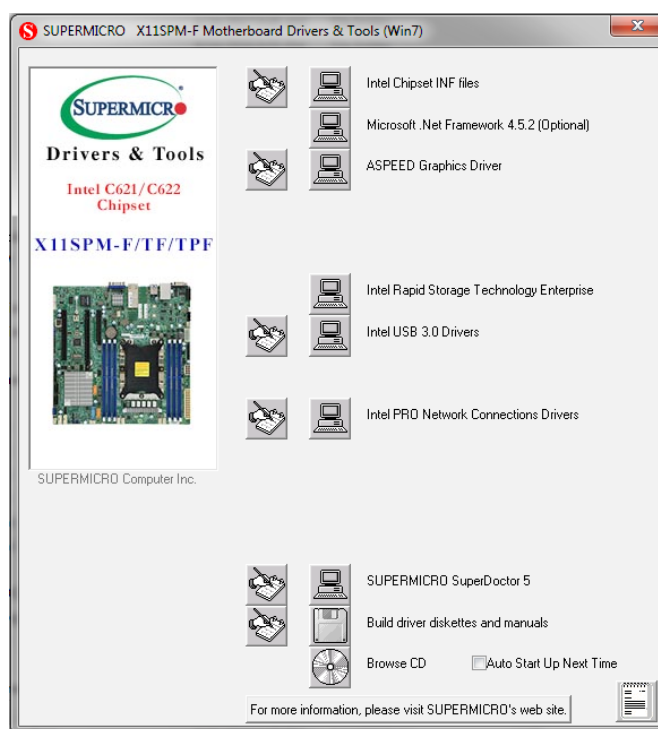 SUPERMICRO X11SPM-F Motherboard Drivers & Tools (Win7)
SUPERMICRO
Drivers & Tools
Intel C621/C622
Chipset
X11SPM-F/TF/TPF
SUPERMICRO Computer Inc.
Intel Chipset INF files
Microsoft .Net Framework 4.5.2 (Optional)
ASPEED Graphics Driver
Intel Rapid Storage Technology Enterprise
Intel USB 3.0 Drivers
Intel PRO Network Connections Drivers
SUPERMICRO SuperDoctor 5
Build driver diskettes and manuals
Browse CD
Auto Start Up Next Time
For more information, please visit SUPERMICRO's web site.